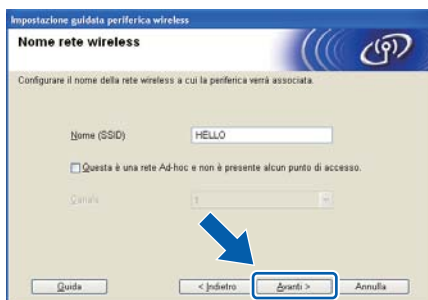 Impostazione guidata periferica wireless
Nome rete wireless
Configurare il nome della rete wireless a cui la periferica verrà associata.
Nome (SSID) HELLO
Questa è una rete Ad-hoc e non è presente alcun punto di accesso.
Canale 1
Guida < Indietro Avanti > Annulla